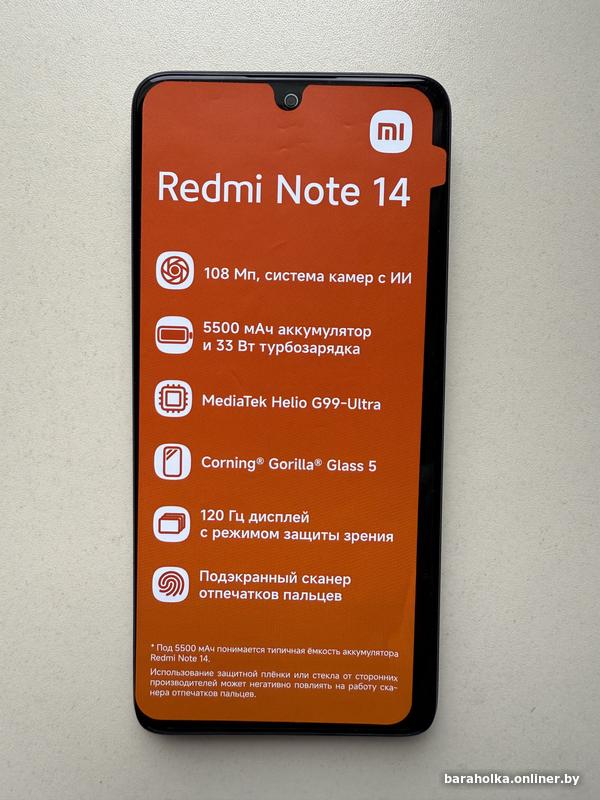 mi
Redmi Note 14
108 Мп, система камер с ИИ
5500 мАч аккумулятор
и 33 Вт турбозарядка
MediaTek Helio G99-Ultra
Corning® Gorilla® Glass 5
120 Гц дисплей
с режимом защиты зрения
Подэкранный сканер
отпечатков пальцев
* Под 5500 мАч понимается типичная ёмкость аккумулятора
Redmi Note 14.
Использование защитной плёнки или стекла от сторонних
производителей может негативно повлиять на работу ска-
нера отпечатков пальцев.
baraholka.onliner.by